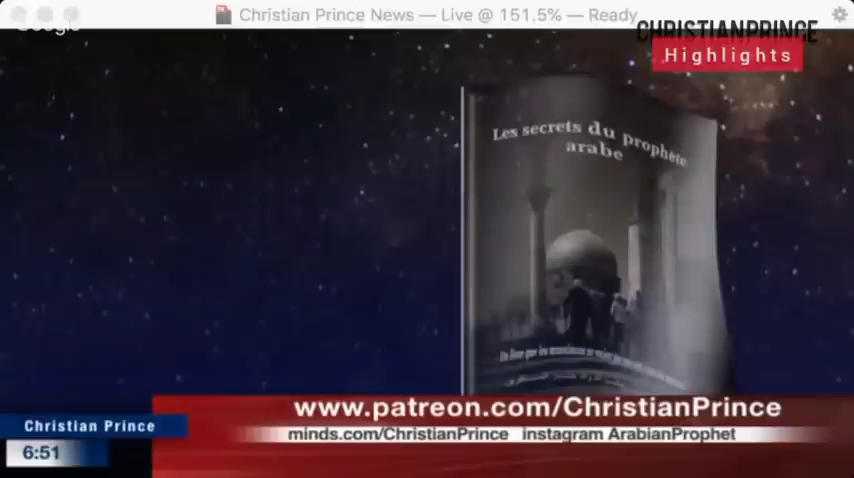 Christian Prince News — Live @ 151.5% — Ready
CHRISTIANPRINCE
Google
Highlights
Les secrets du prophète
arabe
www.patreon.com/ChristianPrince
Christian Prince
minds.com/ChristianPrince instagram ArabianProphet
6:51